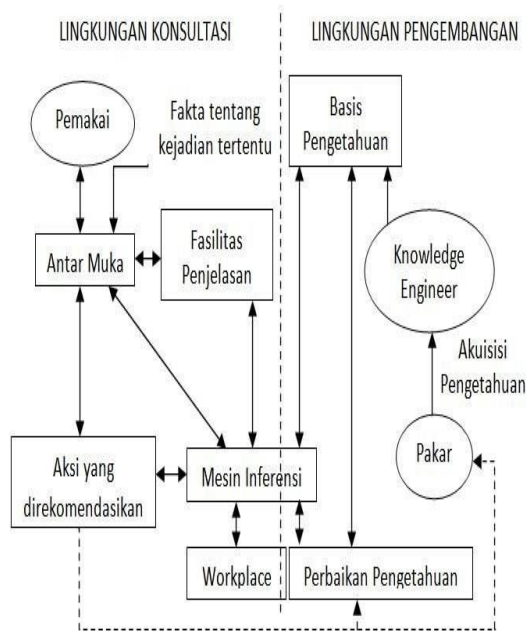 LINGKUNGAN KONSULTASI
LINGKUNGAN PENGEMBANGAN
Pemakai
Fakta tentang
kejadian tertentu
Basis
Pengetahuan
Antar Muka
Fasilitas
Penjelasan
Knowledge
Engineer
Akuisisi
Pengetahuan
Aksi yang
direkomendasikan
Mesin Inferensi
Pakar
Workplace
Perbaikan Pengetahuan